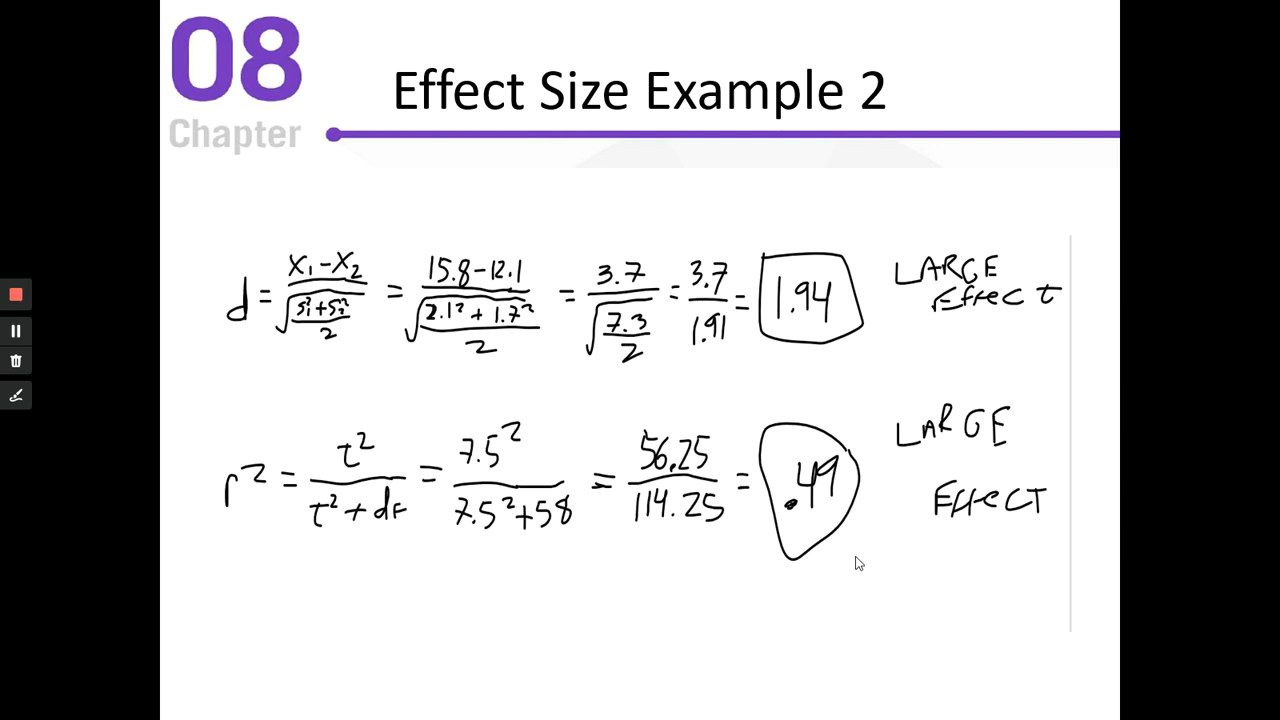 08
Chapter
Effect Size Example 2
d = (X₁ - X₂) / √((S₁² + S₂²) / 2) = (15.8 - 12.1) / √((2.1² + 1.7²) / 2) = 3.7 / √(7.3 / 2) = 3.7 / 1.91 = 1.94 LARGE
Effect
r² = t² / (t² + df) = 7.5² / (7.5² + 58) = 56.25 / 114.25 = .49 LARGE
EFFECT